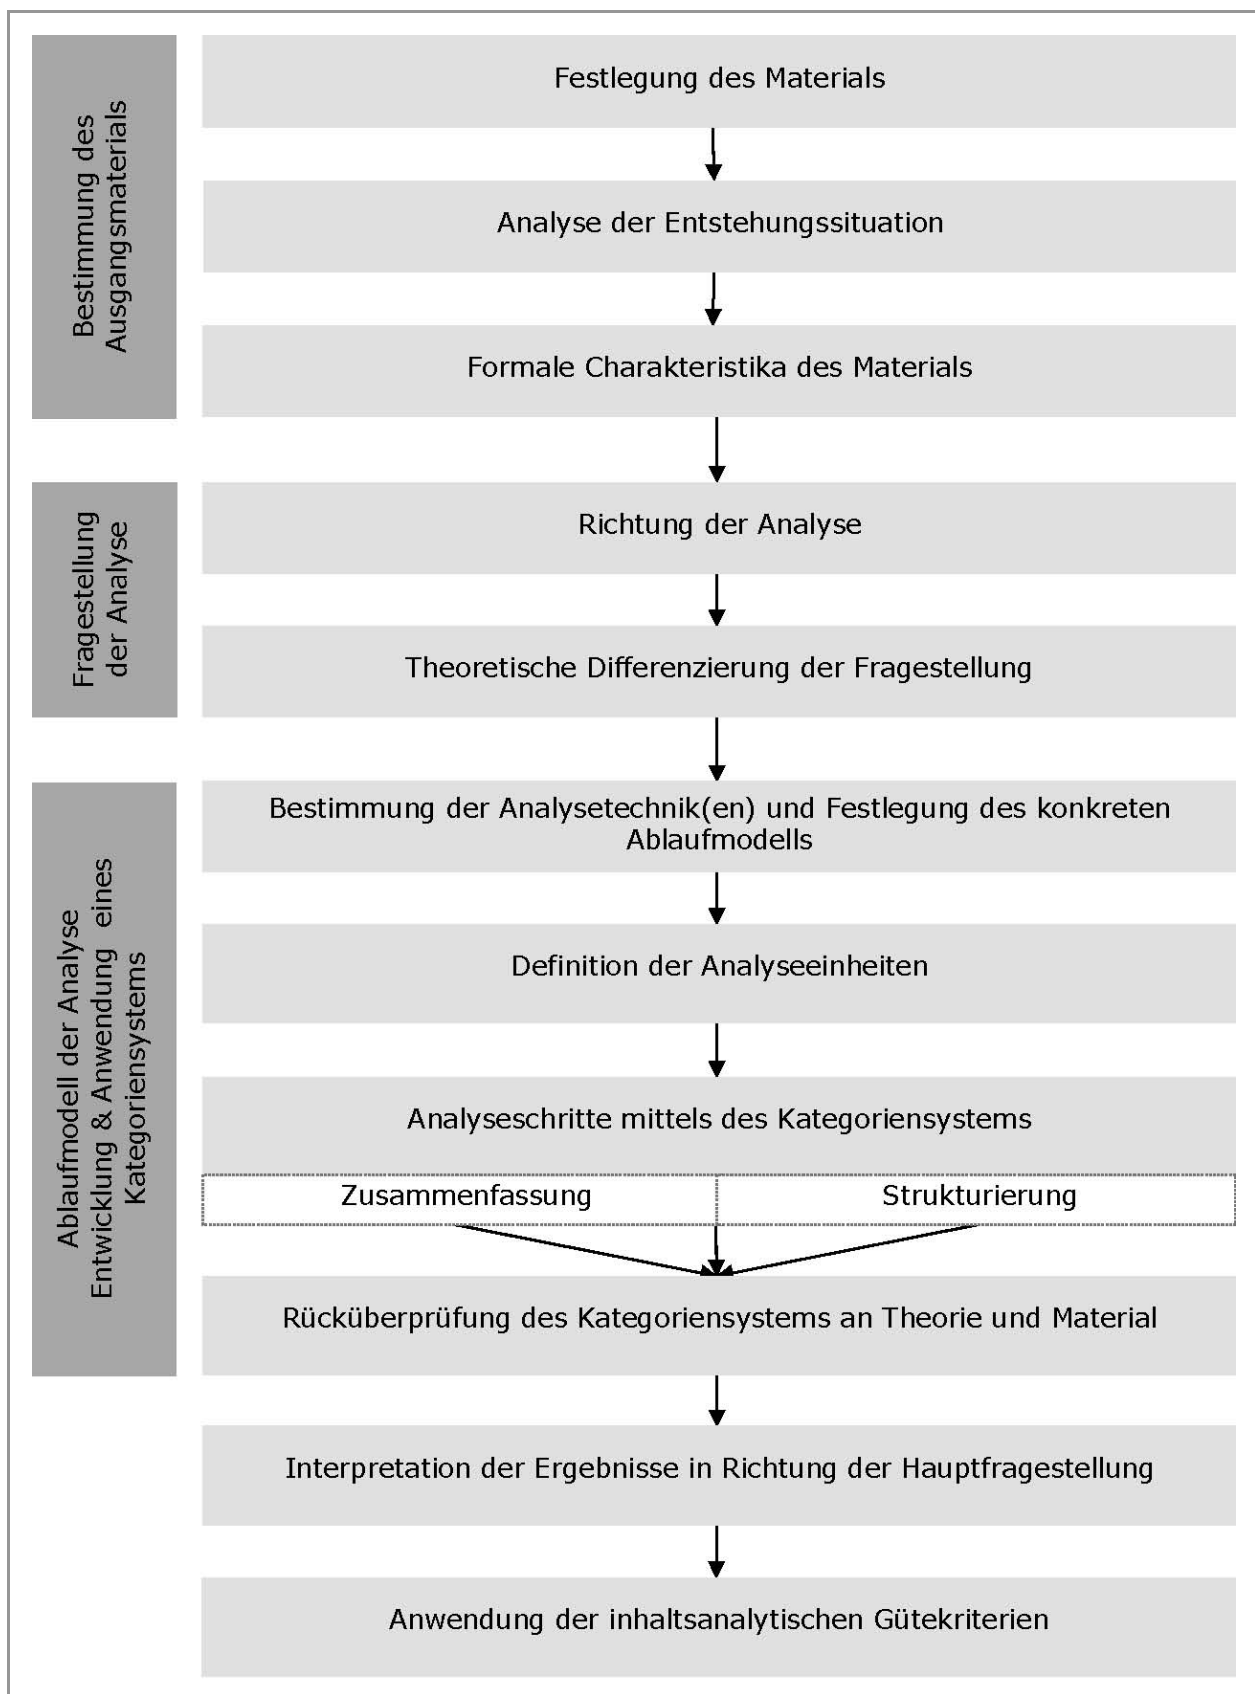 Bestimmung des
Ausgangsmaterials
Festlegung des Materials
Analyse der Entstehungssituation
Formale Charakteristika des Materials
Fragestellung
der Analyse
Richtung der Analyse
Theoretische Differenzierung der Fragestellung
Ablaufmodell der Analyse
Entwicklung & Anwendung eines
Kategoriensystems
Bestimmung der Analysetechnik(en) und Festlegung des konkreten
Ablaufmodells
Definition der Analyseeinheiten
Analyseschritte mittels des Kategoriensystems
Zusammenfassung
Strukturierung
Rücküberprüfung des Kategoriensystems an Theorie und Material
Interpretation der Ergebnisse in Richtung der Hauptfragestellung
Anwendung der inhaltsanalytischen Gütekriterien